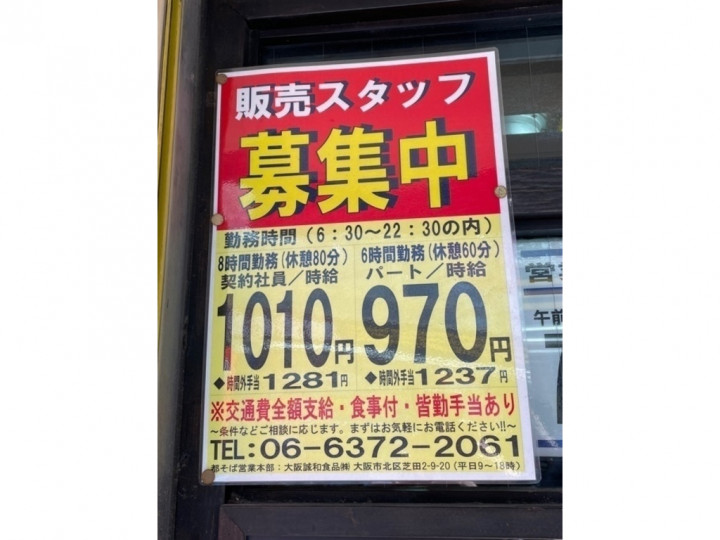 販売スタッフ
募集中
勤務時間（6：30～22：30の内）
8時間勤務(休憩80分)
契約社員／時給
1010円
◆時間外手当1281円
6時間勤務(休憩60分)
パート／時給
970円
◆時間外手当1237円
※交通費全額支給・食事付・皆勤手当あり
～条件などご相談に応じます。まずはお気軽にお電話ください!!～
TEL:06-6372-2061
都そば営業本部：大阪誠和食品㈱ 大阪市北区芝田2-9-20（平日9～18時）
営
午前